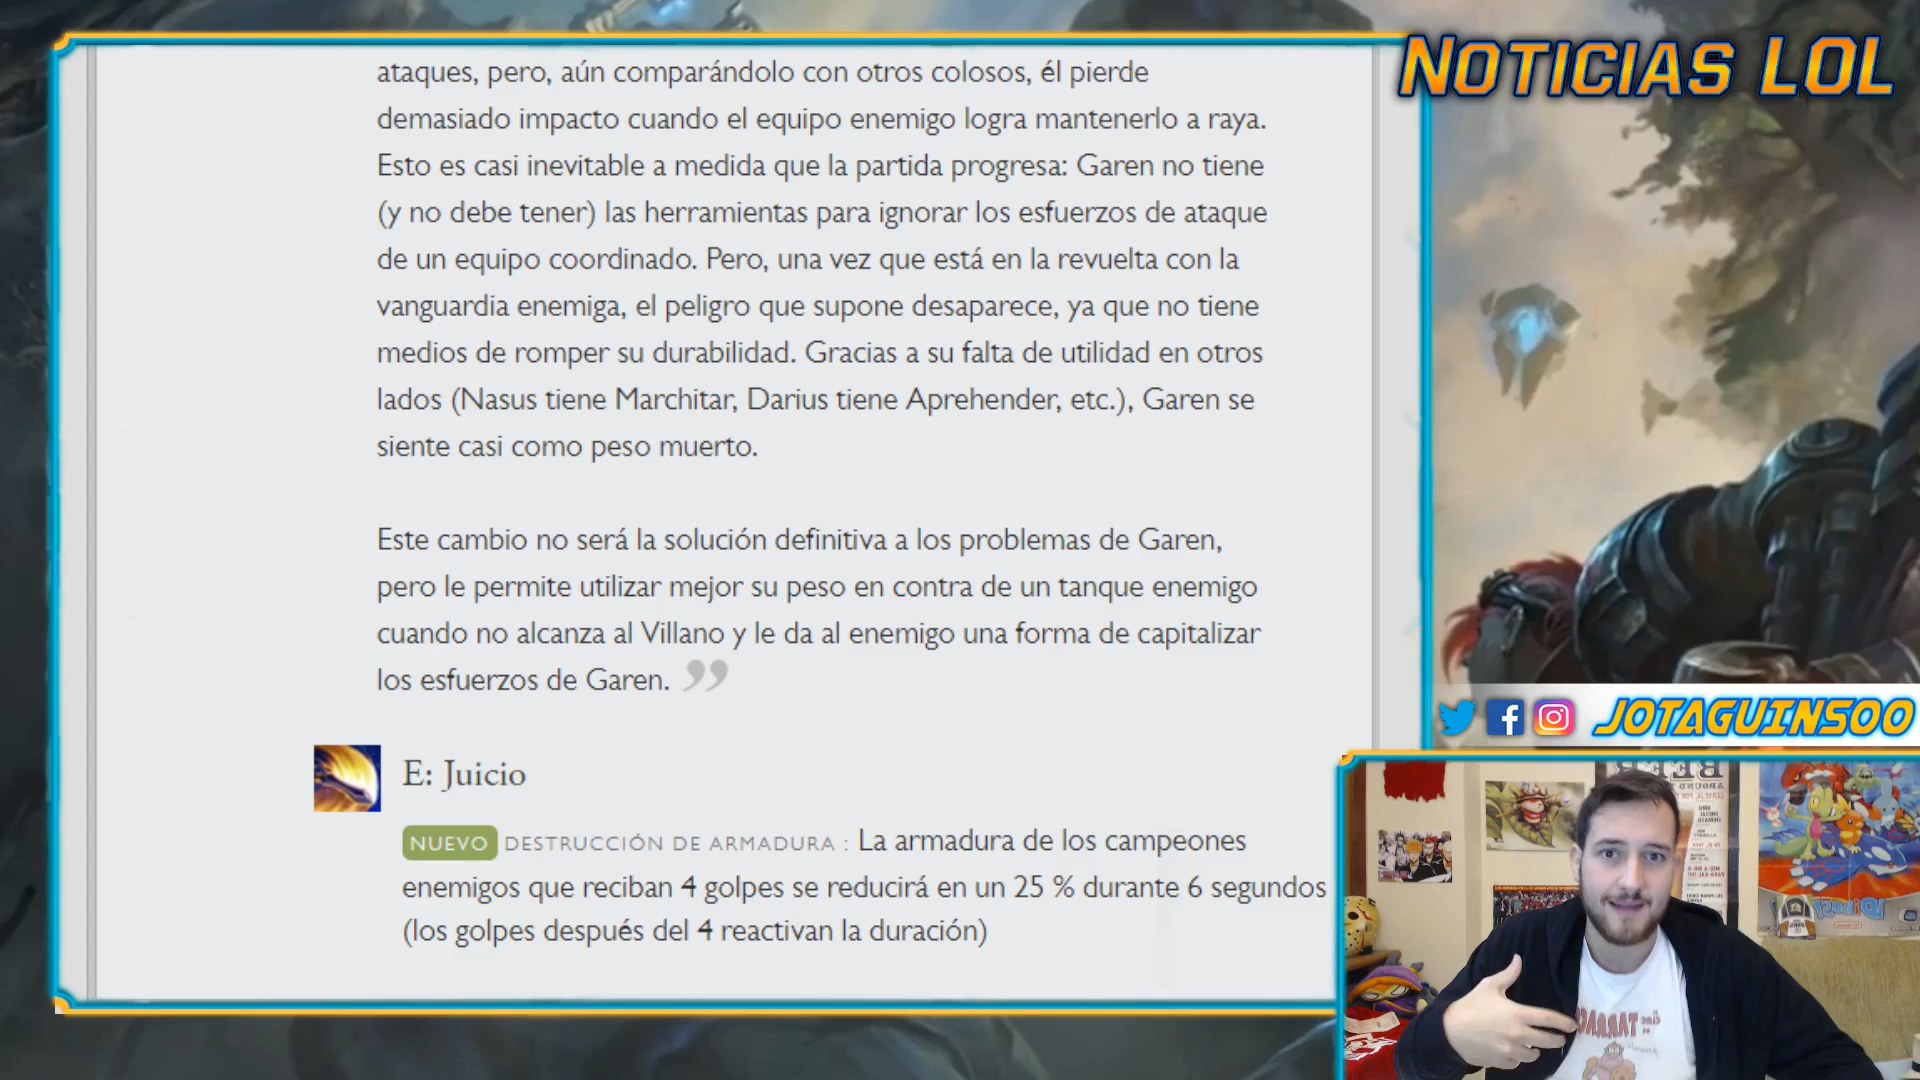 NOTICIAS LOL
ataques, pero, aún comparándolo con otros colosos, él pierde
demasiado impacto cuando el equipo enemigo logra mantenerlo a raya.
Esto es casi inevitable a medida que la partida progresa: Garen no tiene
(y no debe tener) las herramientas para ignorar los esfuerzos de ataque
de un equipo coordinado. Pero, una vez que está en la revuelta con la
vanguardia enemiga, el peligro que supone desaparece, ya que no tiene
medios de romper su durabilidad. Gracias a su falta de utilidad en otros
lados (Nasus tiene Marchitar, Darius tiene Aprehender, etc.), Garen se
siente casi como peso muerto.
Este cambio no será la solución definitiva a los problemas de Garen,
pero le permite utilizar mejor su peso en contra de un tanque enemigo
cuando no alcanza al Villano y le da al enemigo una forma de capitalizar
los esfuerzos de Garen. ”
E: Juicio
NUEVO DESTRUCCIÓN DE ARMADURA : La armadura de los campeones
enemigos que reciban 4 golpes se reducirá en un 25 % durante 6 segundos
(los golpes después del 4 reactivan la duración)
JOTAGUINSOO